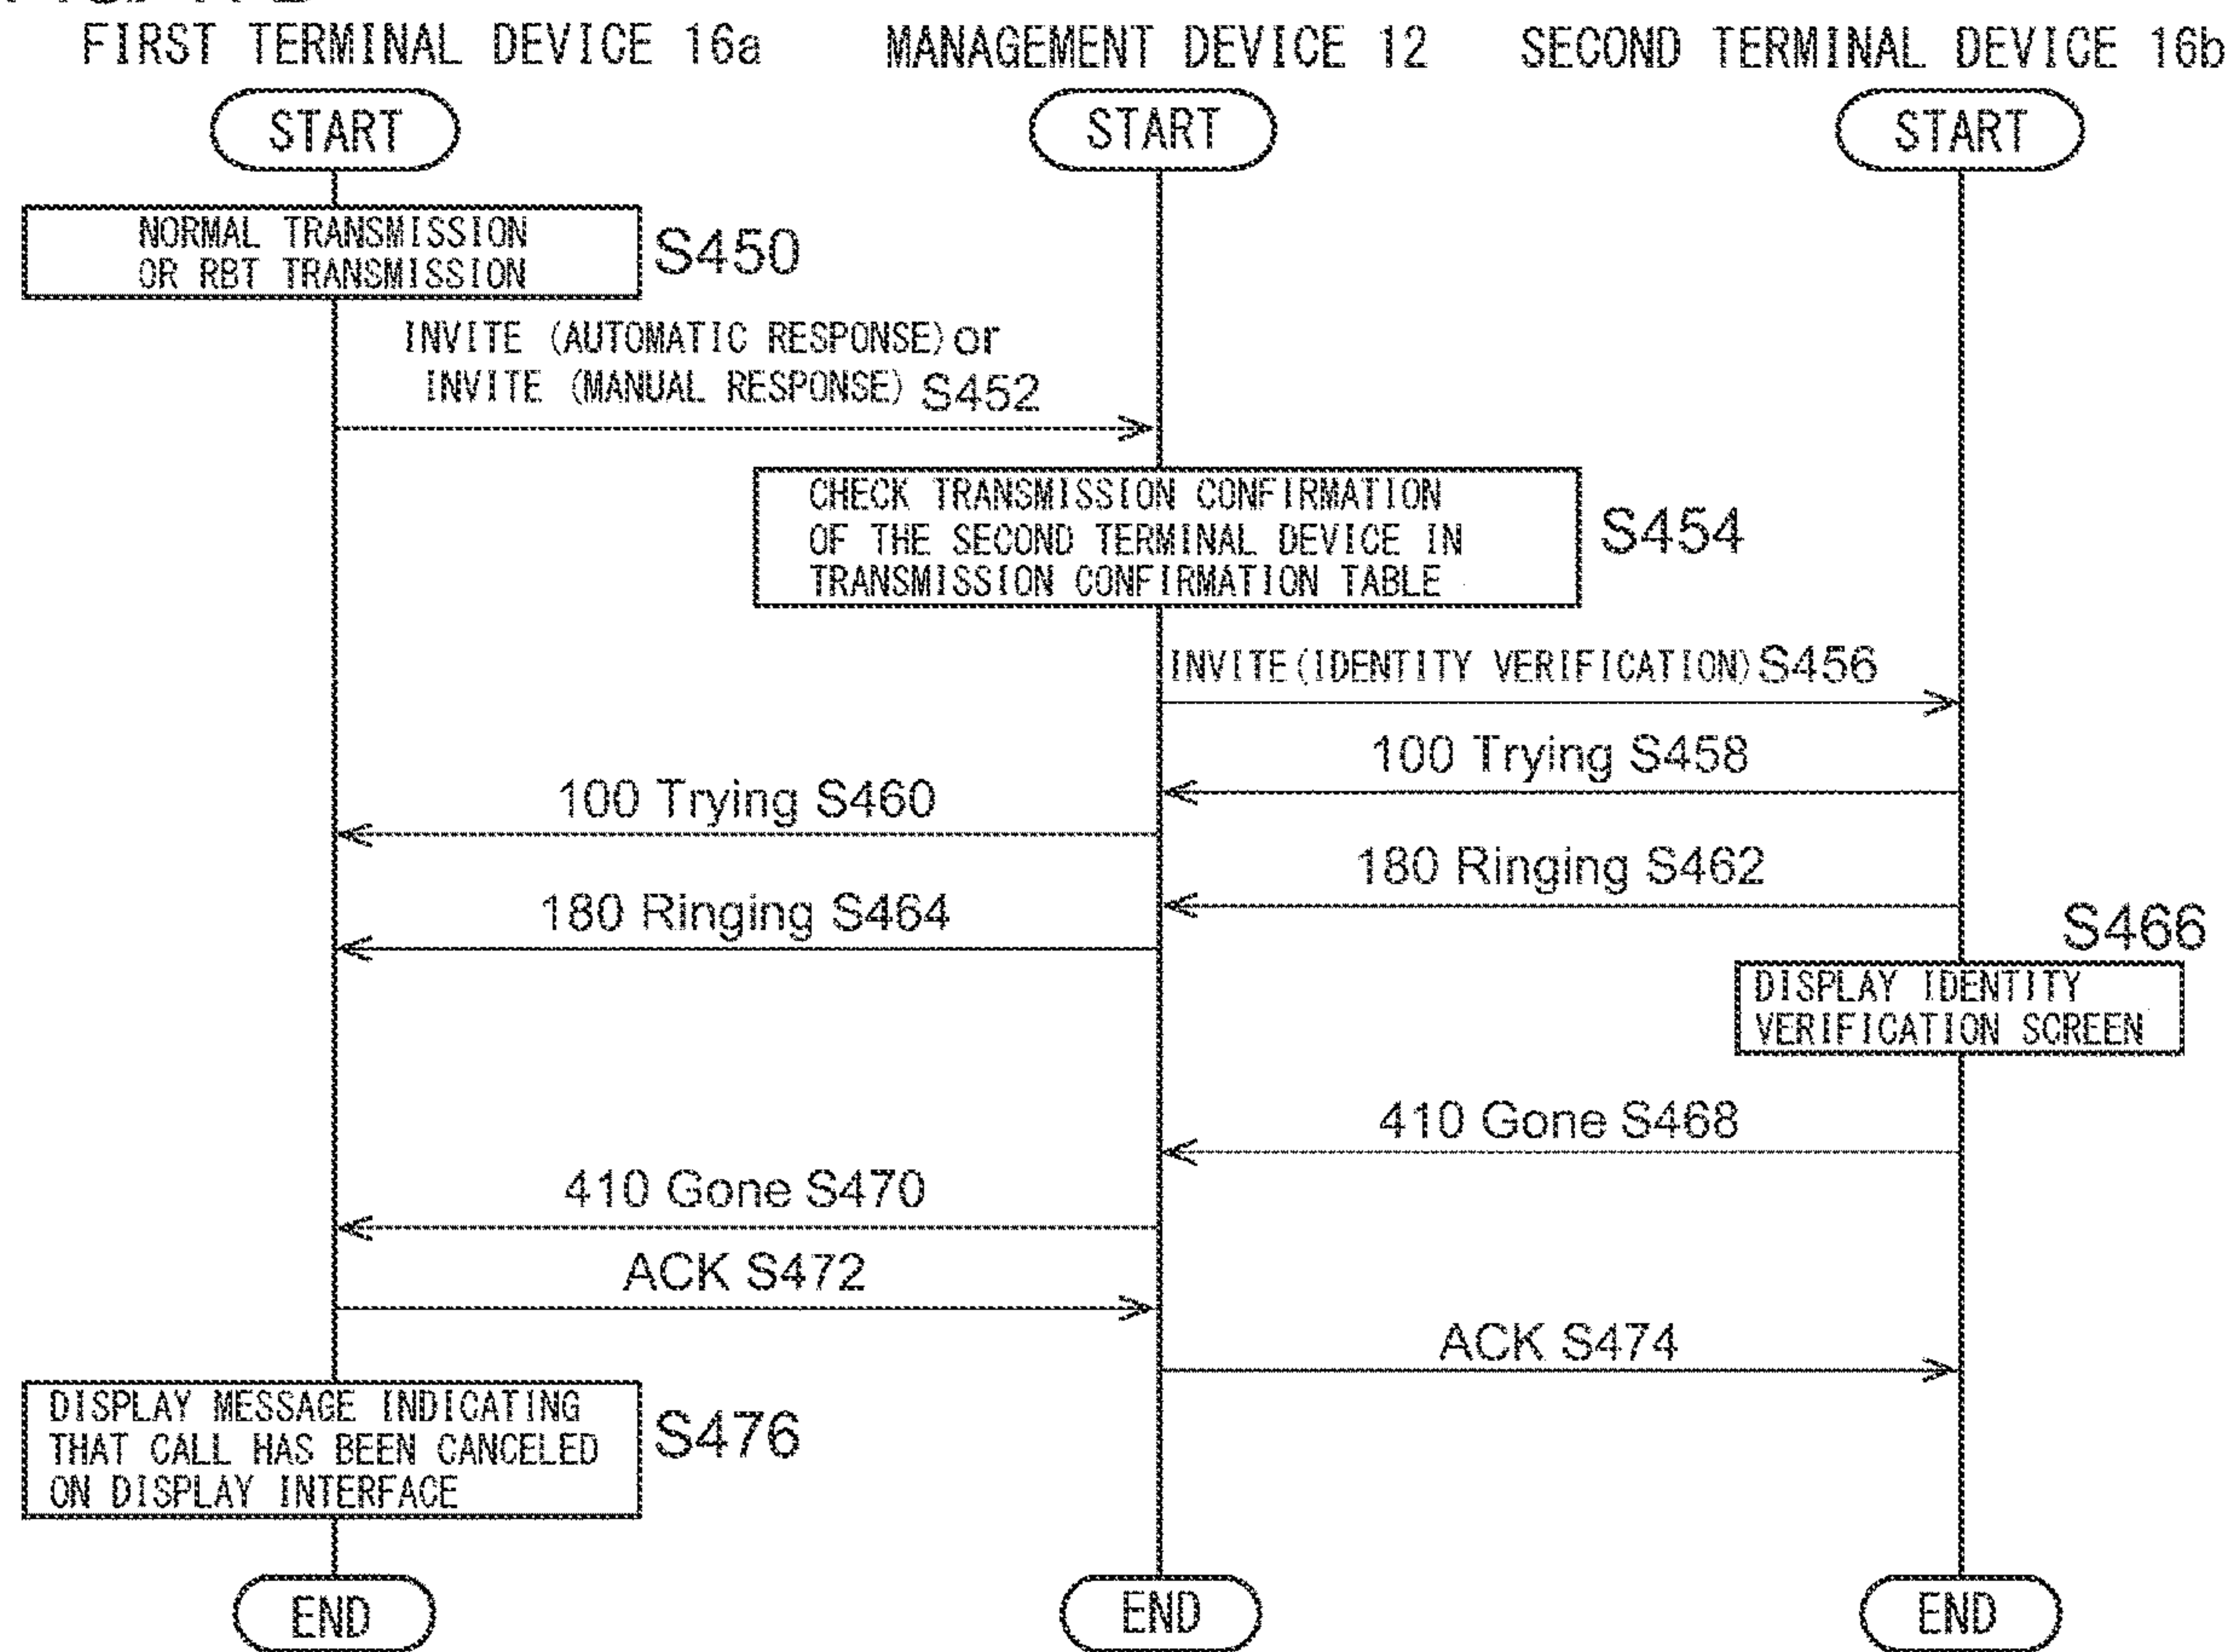 FIRST TERMINAL DEVICE 16a
MANAGEMENT DEVICE 12
SECOND TERMINAL DEVICE 16b
START
START
START
NORMAL TRANSMISSION
OR RBT TRANSMISSION
S450
INVITE (AUTOMATIC RESPONSE) or
INVITE (MANUAL RESPONSE) S452
CHECK TRANSMISSION CONFIRMATION
OF THE SECOND TERMINAL DEVICE IN
TRANSMISSION CONFIRMATION TABLE
S454
INVITE (IDENTITY VERIFICATION) S456
100 Trying S458
100 Trying S460
180 Ringing S462
180 Ringing S464
S466
DISPLAY IDENTITY
VERIFICATION SCREEN
410 Gone S468
410 Gone S470
ACK S472
ACK S474
DISPLAY MESSAGE INDICATING
THAT CALL HAS BEEN CANCELED
ON DISPLAY INTERFACE
S476
END
END
END